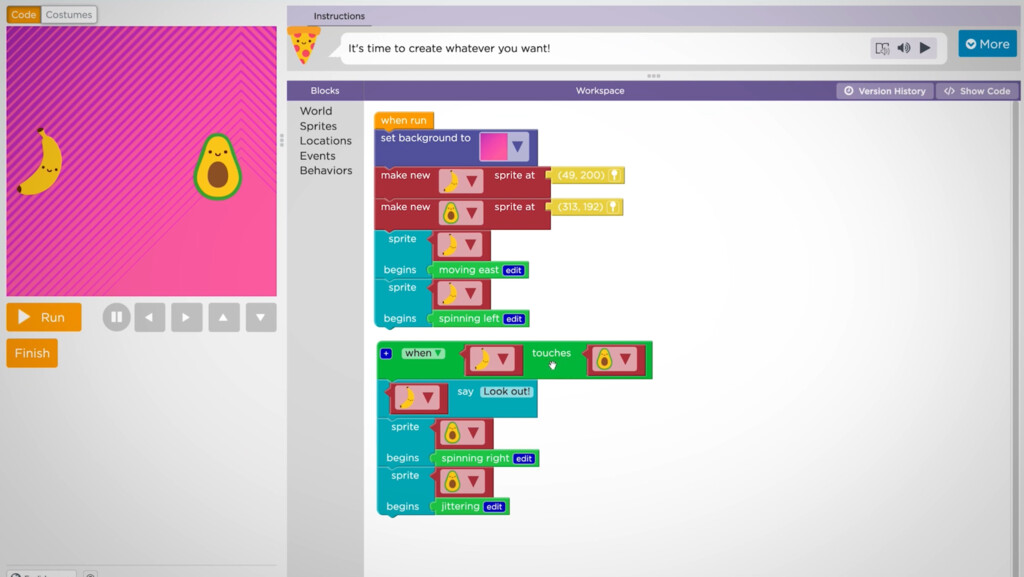 Code Costumes
Instructions
It's time to create whatever you want!
More
Blocks
Workspace
Version History
Show Code
World
Sprites
Locations
Events
Behaviors
Run
Finish
when run
set background to
make new sprite at (49, 200)
make new sprite at (313, 192)
sprite
begins moving east edit
sprite
begins spinning left edit
+ when touches
say Look out!
sprite
begins spinning right edit
sprite
begins jittering edit